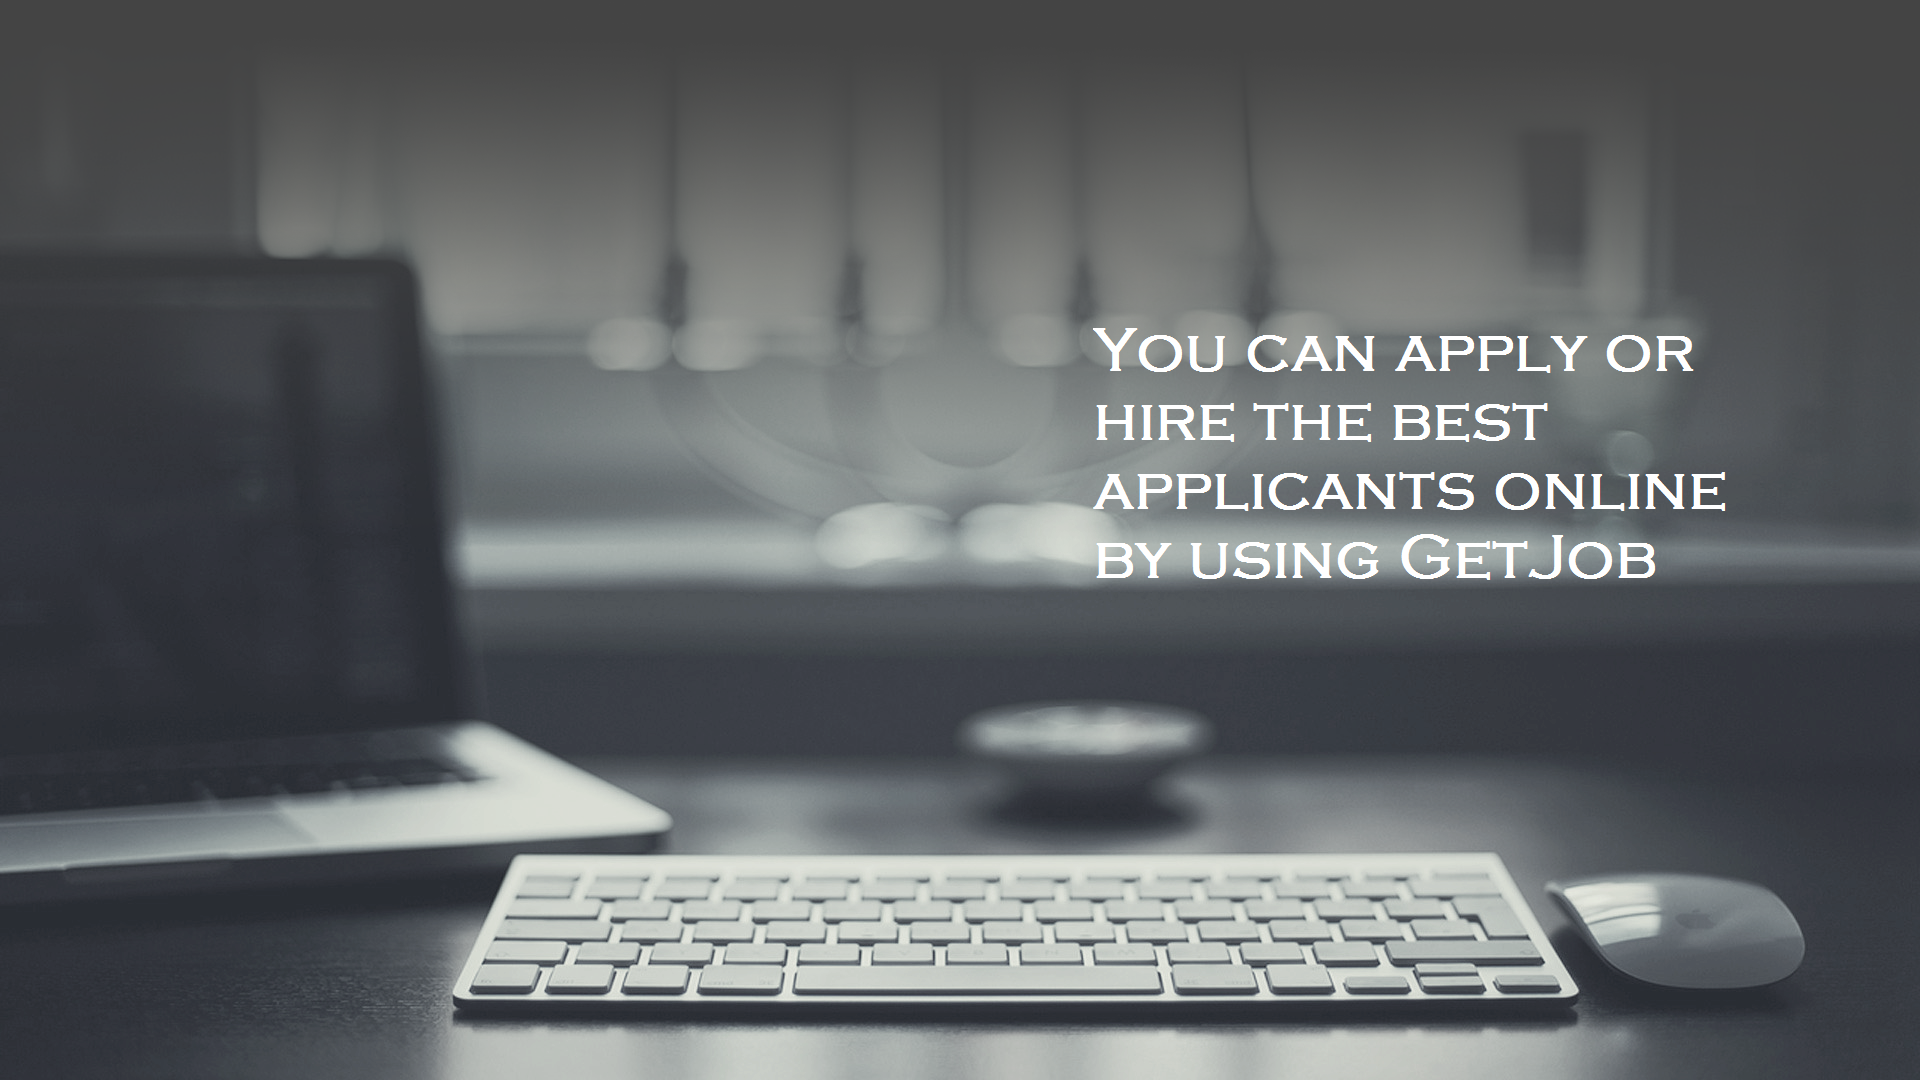 You can apply or
hire the best
applicants online
by using GetJob